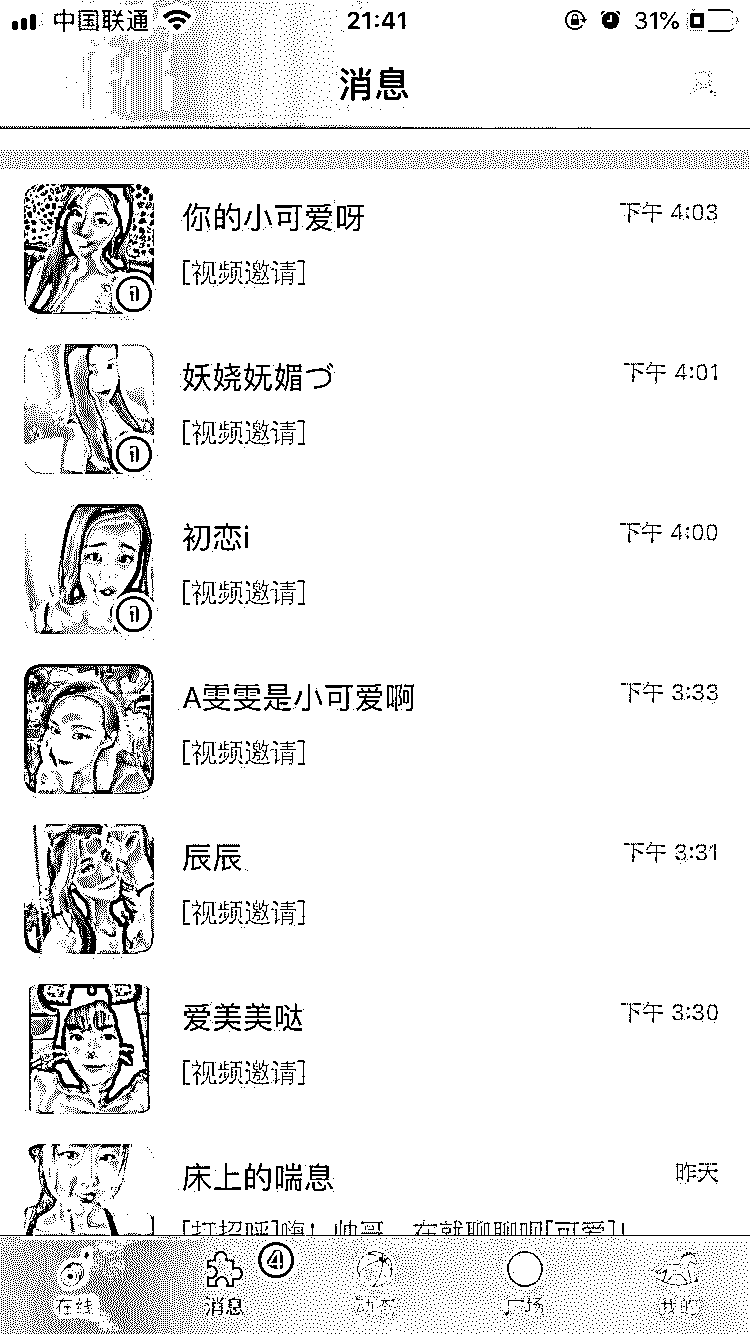 中国联通 21:41 31%
消息
你的小可爱呀 下午 4:03
[视频邀请]
妖娆妩媚づ 下午 4:01
[视频邀请]
初恋i 下午 4:00
[视频邀请]
A雯雯是小可爱啊 下午 3:33
[视频邀请]
辰辰 下午 3:31
[视频邀请]
爱美美哒 下午 3:30
[视频邀请]
床上的喘息 昨天
[打招呼]嗨！帅哥，在就聊聊吧[可爱]!
4
在线 消息 动态 广场 我的